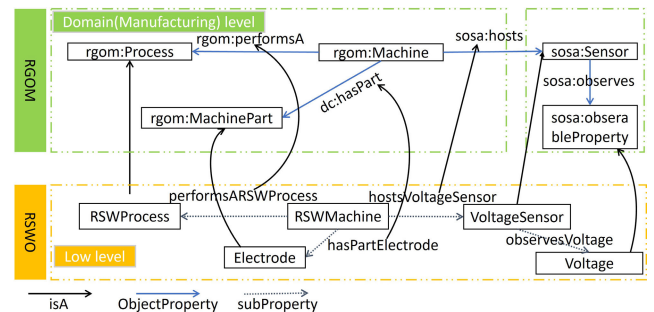 Domain(Manufacturing) level
RGOM
rgom:performsA
rgom:Process
rgom:Machine
sosa:hosts
sosa:Sensor
sosa:observes
dc:hasPart
rgom:MachinePart
sosa:obsera
bleProperty
RSWO
performsARSWProcess
hostsVoltageSensor
RSWProcess
RSWMachine
VoltageSensor
hasPartElectrode
observesVoltage
Low level
Electrode
Voltage
isA
ObjectProperty
subProperty